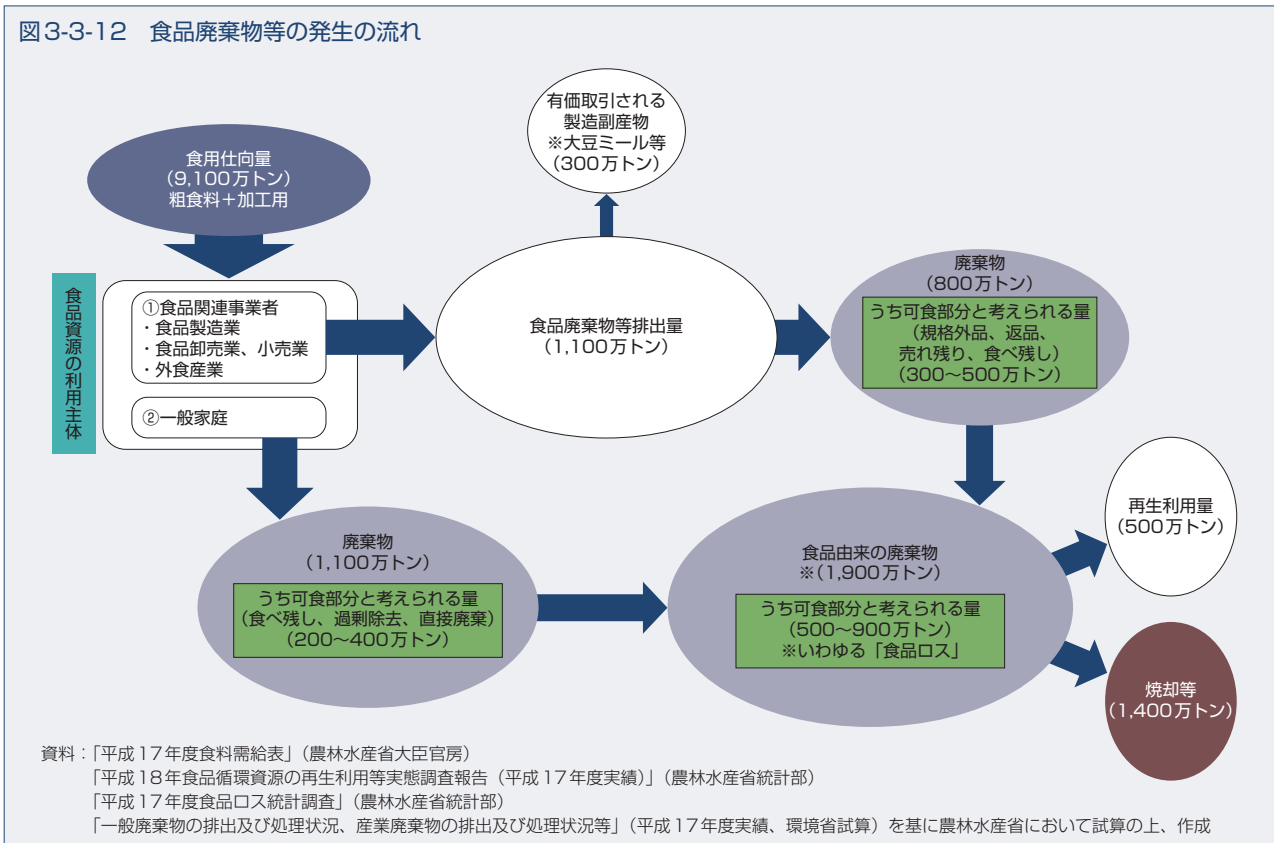 図3-3-12 食品廃棄物等の発生の流れ
食用仕向量
(9,100万トン)
粗食料+加工用
食品資源の利用主体
①食品関連事業者
・食品製造業
・食品卸売業、小売業
・外食産業
②一般家庭
有価取引される
製造副産物
※大豆ミール等
(300万トン)
食品廃棄物等排出量
(1,100万トン)
廃棄物
(800万トン)
うち可食部分と考えられる量
(規格外品、返品、
売れ残り、食べ残し)
(300〜500万トン)
廃棄物
(1,100万トン)
うち可食部分と考えられる量
(食べ残し、過剰除去、直接廃棄)
(200〜400万トン)
食品由来の廃棄物
※(1,900万トン)
うち可食部分と考えられる量
(500〜900万トン)
※いわゆる「食品ロス」
再生利用量
(500万トン)
焼却等
(1,400万トン)
資料:「平成17年度食料需給表」(農林水産省大臣官房)
「平成18年食品循環資源の再生利用等実態調査報告(平成17年度実績)」(農林水産省統計部)
「平成17年度食品ロス統計調査」(農林水産省統計部)
「一般廃棄物の排出及び処理状況、産業廃棄物の排出及び処理状況等」(平成17年度実績、環境省試算)を基に農林水産省において試算の上、作成